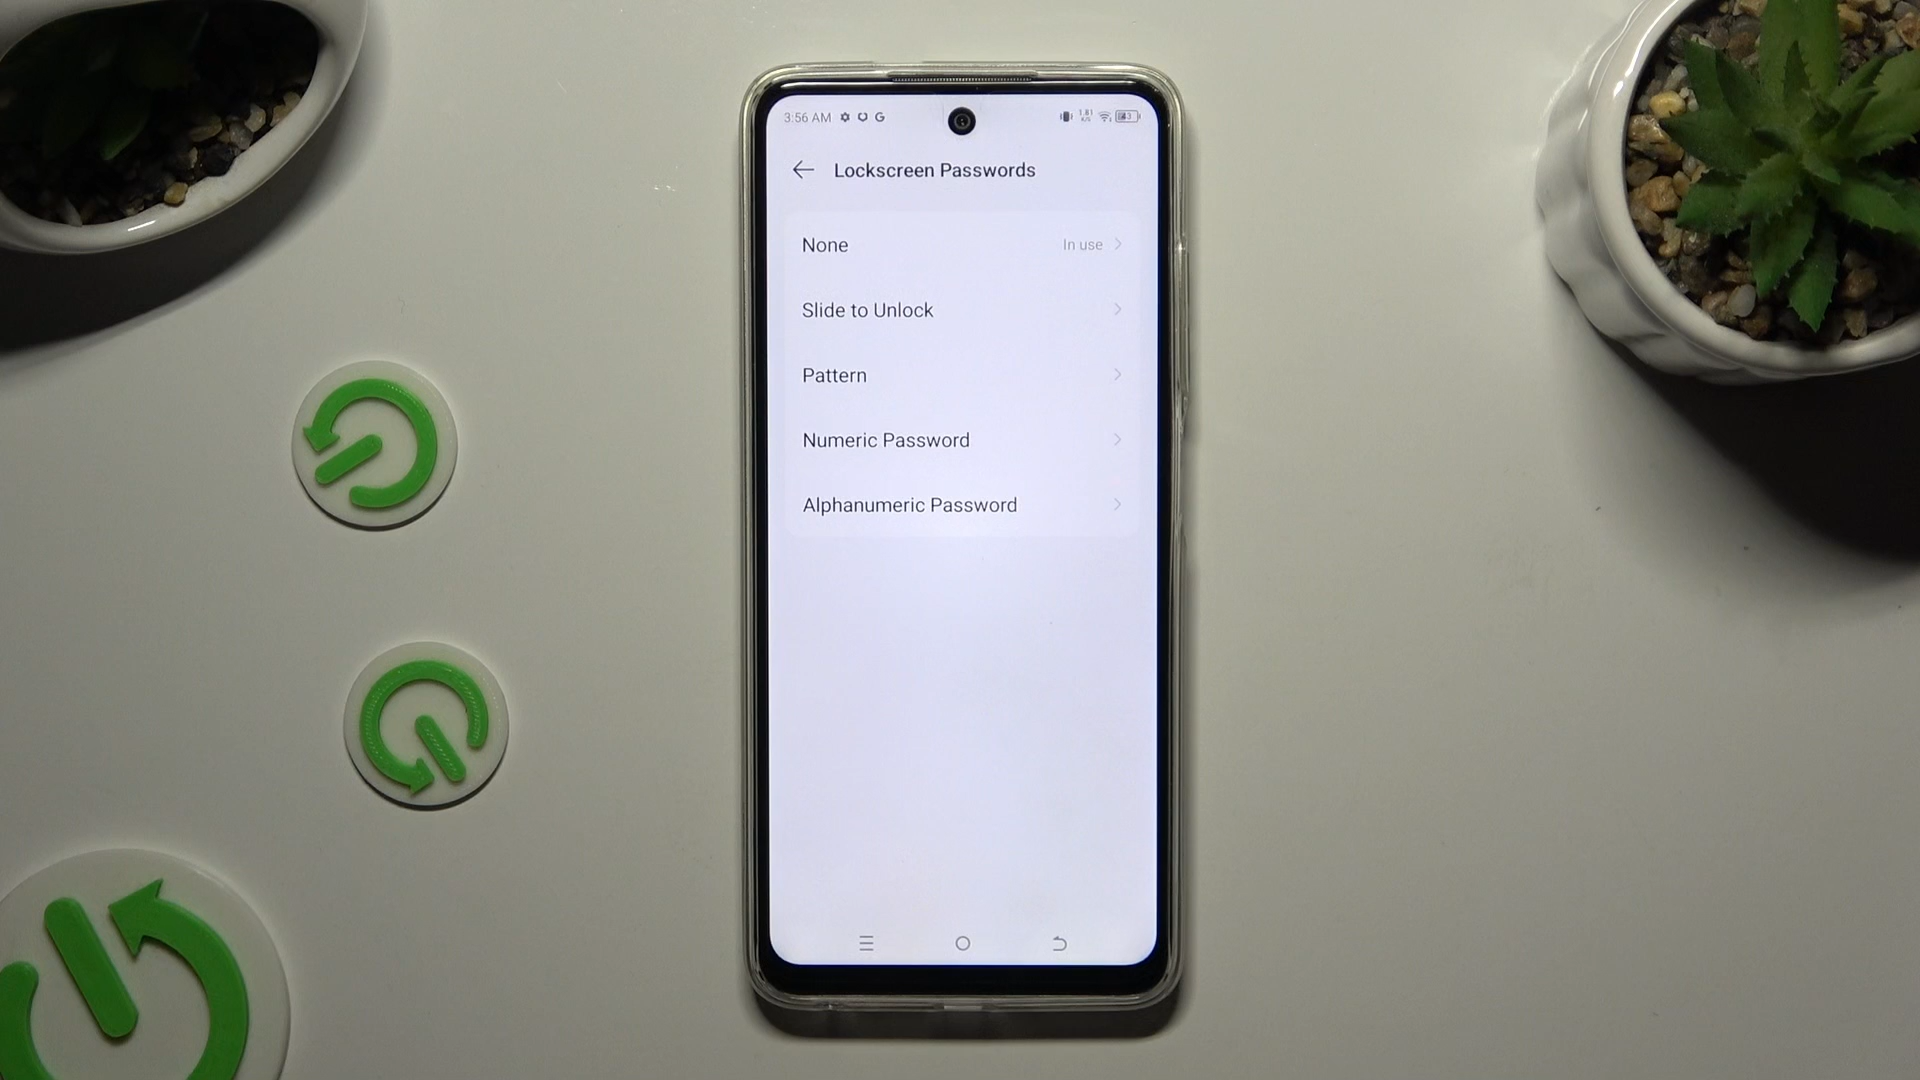 3:56 AM G
Lockscreen Passwords
None In use
Slide to Unlock
Pattern
Numeric Password
Alphanumeric Password